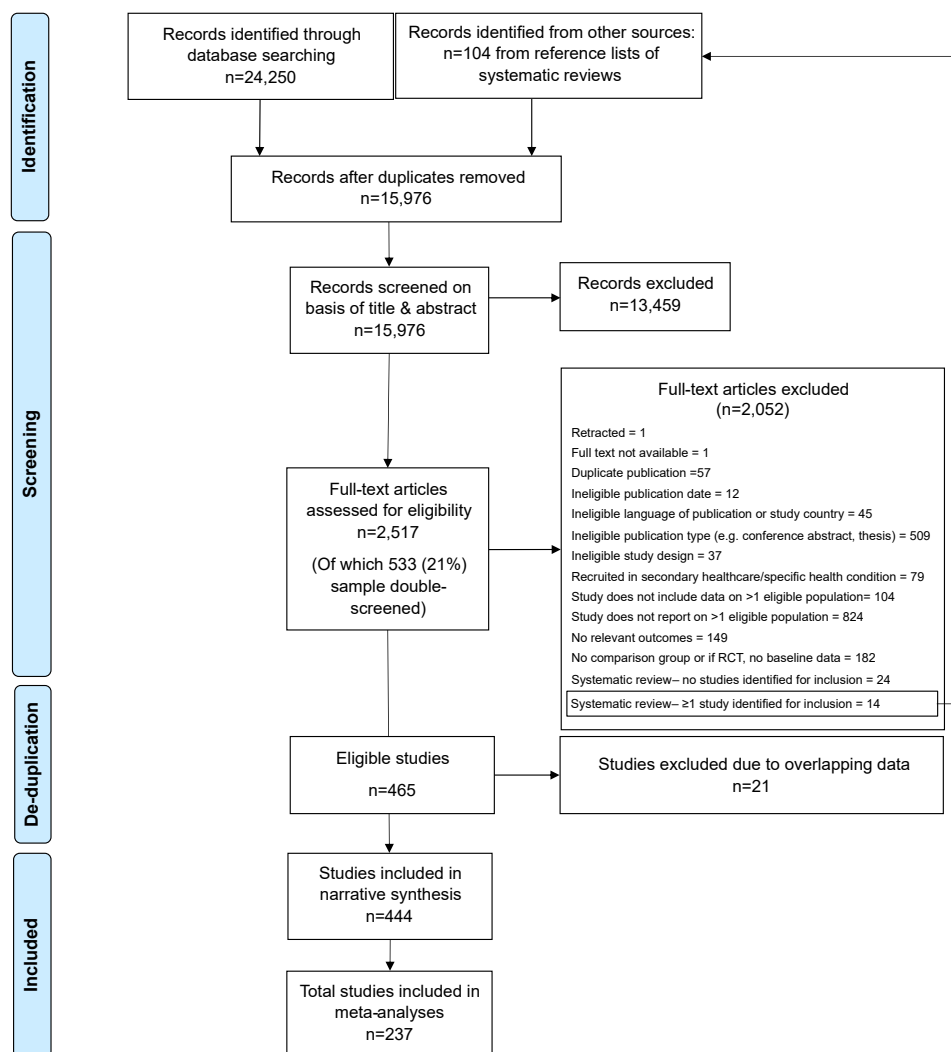 Identification
Records identified through
database searching
n=24,250
Records identified from other sources:
n=104 from reference lists of
systematic reviews
Records after duplicates removed
n=15,976
Screening
Records screened on
basis of title & abstract
n=15,976
Records excluded
n=13,459
Full-text articles
assessed for eligibility
n=2,517
(Of which 533 (21%)
sample double-
screened)
Full-text articles excluded
(n=2,052)
Retracted = 1
Full text not available = 1
Duplicate publication =57
Ineligible publication date = 12
Ineligible language of publication or study country = 45
Ineligible publication type (e.g. conference abstract, thesis) = 509
Ineligible study design = 37
Recruited in secondary healthcare/specific health condition = 79
Study does not include data on >1 eligible population= 104
Study does not report on >1 eligible population = 824
No relevant outcomes = 149
No comparison group or if RCT, no baseline data = 182
Systematic review– no studies identified for inclusion = 24
Systematic review– ≥1 study identified for inclusion = 14
De-duplication
Eligible studies
n=465
Studies excluded due to overlapping data
n=21
Included
Studies included in
narrative synthesis
n=444
Total studies included in
meta-analyses
n=237